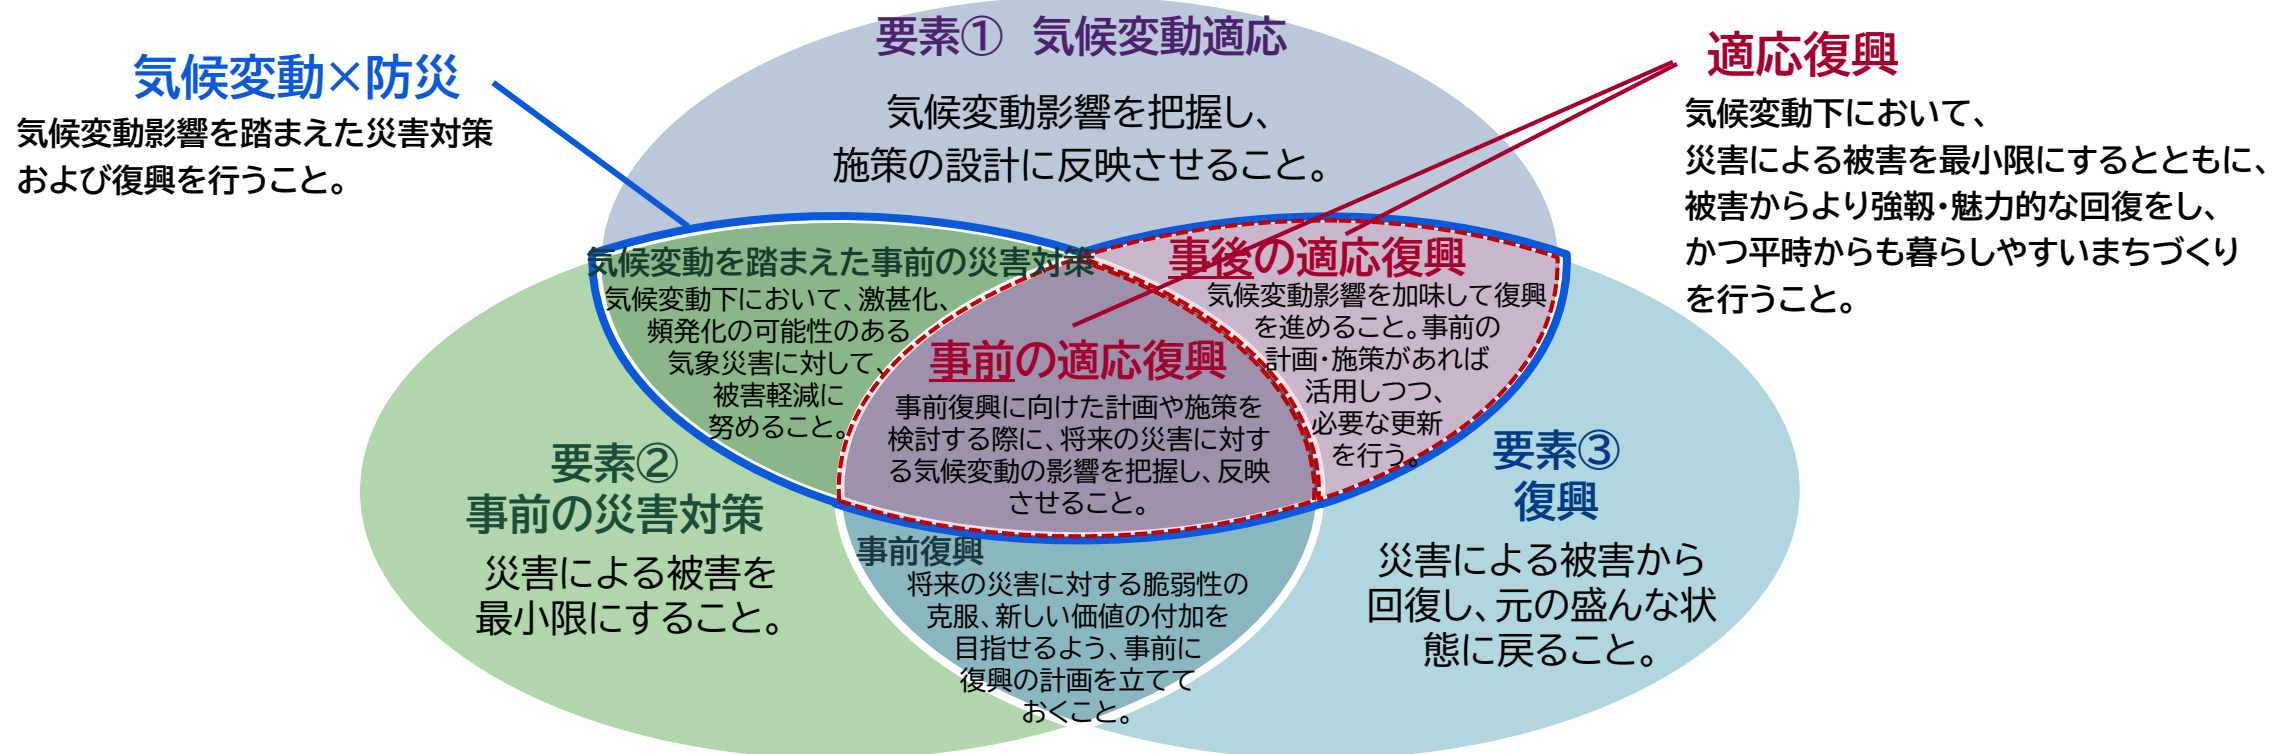 要素① 気候変動適応
気候変動影響を把握し、
施策の設計に反映させること。
気候変動×防災
気候変動影響を踏まえた災害対策
および復興を行うこと。
適応復興
気候変動下において、
災害による被害を最小限にするとともに、
被害からより強靱・魅力的な回復をし、
かつ平時からも暮らしやすいまちづくり
を行うこと。
気候変動を踏まえた事前の災害対策
気候変動下において、激甚化、
頻発化の可能性のある
気象災害に対して、
被害軽減に
努めること。
事後の適応復興
気候変動影響を加味して復興
を進めること。事前の
計画・施策があれば
活用しつつ、
必要な更新
を行う。
事前の適応復興
事前復興に向けた計画や施策を
検討する際に、将来の災害に対す
る気候変動の影響を把握し、反映
させること。
要素②
事前の災害対策
災害による被害を
最小限にすること。
事前復興
将来の災害に対する脆弱性の
克服、新しい価値の付加を
目指せるよう、事前に
復興の計画を立てて
おくこと。
要素③
復興
災害による被害から
回復し、元の盛んな状
態に戻ること。